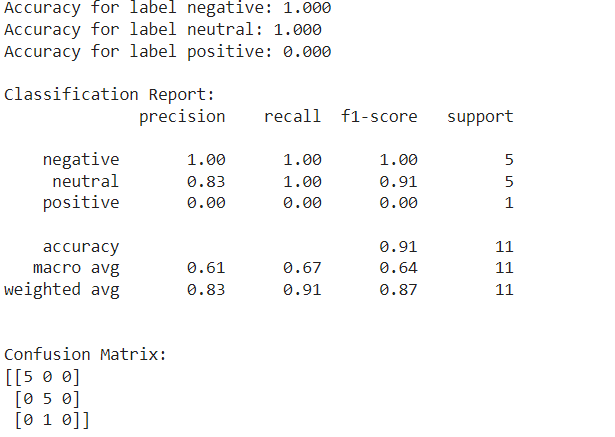 Accuracy for label negative: 1.000
Accuracy for label neutral: 1.000
Accuracy for label positive: 0.000

Classification Report:
              precision    recall  f1-score   support

    negative       1.00      1.00      1.00         5
     neutral       0.83      1.00      0.91         5
    positive       0.00      0.00      0.00         1

    accuracy                           0.91        11
   macro avg       0.61      0.67      0.64        11
weighted avg       0.83      0.91      0.87        11


Confusion Matrix:
[[5 0 0]
 [0 5 0]
 [0 1 0]]